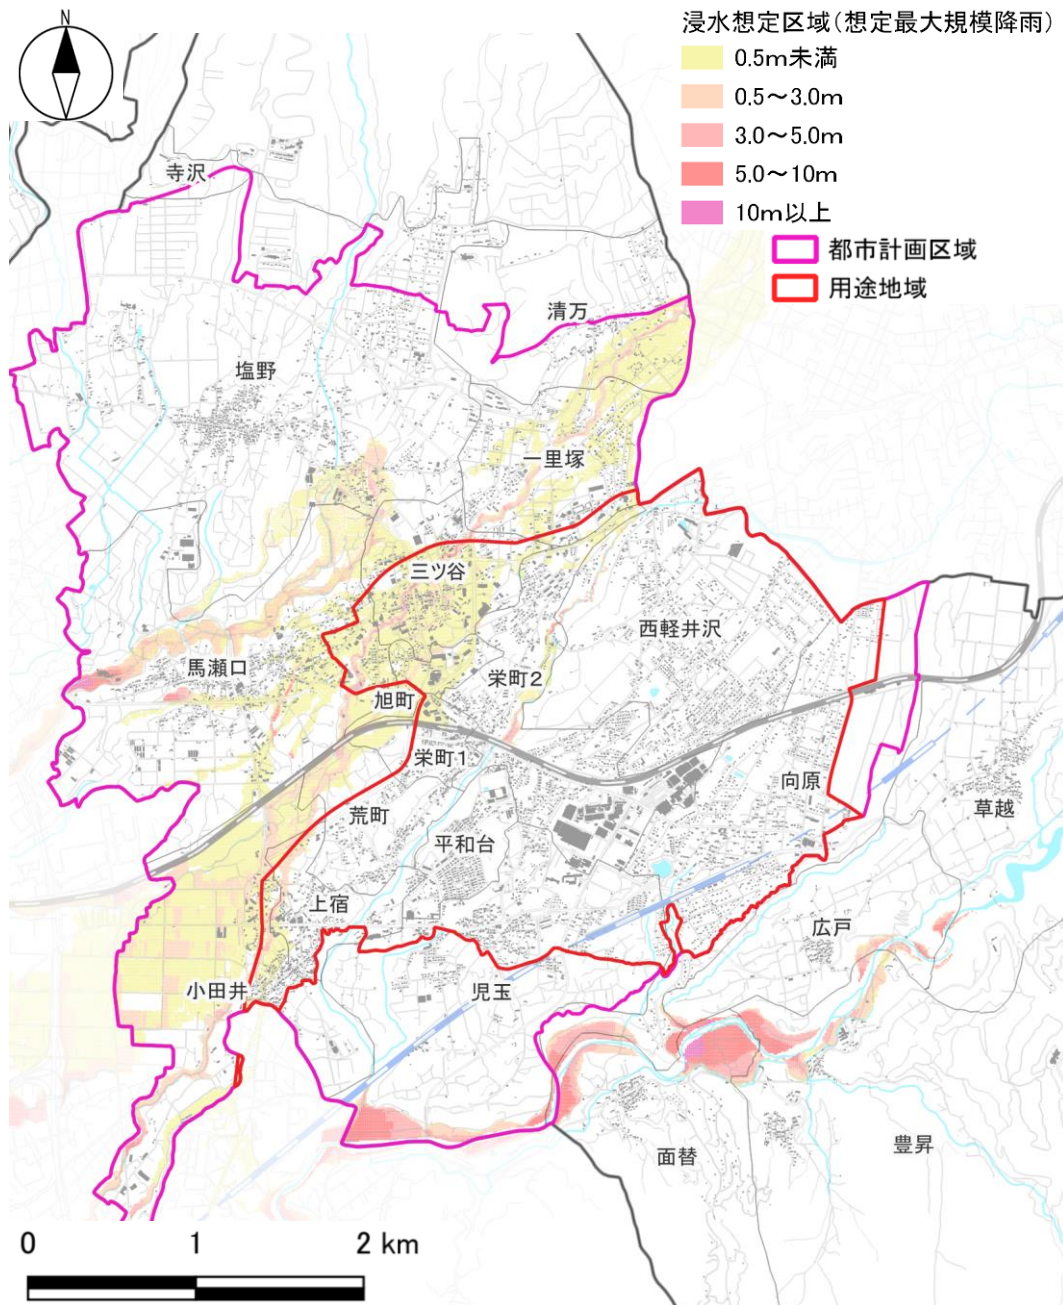 N
浸水想定区域(想定最大規模降雨)
0.5m未満
0.5～3.0m
3.0～5.0m
5.0～10m
10m以上
都市計画区域
用途地域
寺沢
清万
塩野
一里塚
三ツ谷
西軽井沢
馬瀬口
栄町2
旭町
栄町1
向原
草越
荒町
平和台
上宿
広戸
小田井
児玉
面替
豊昇
0 1 2 km